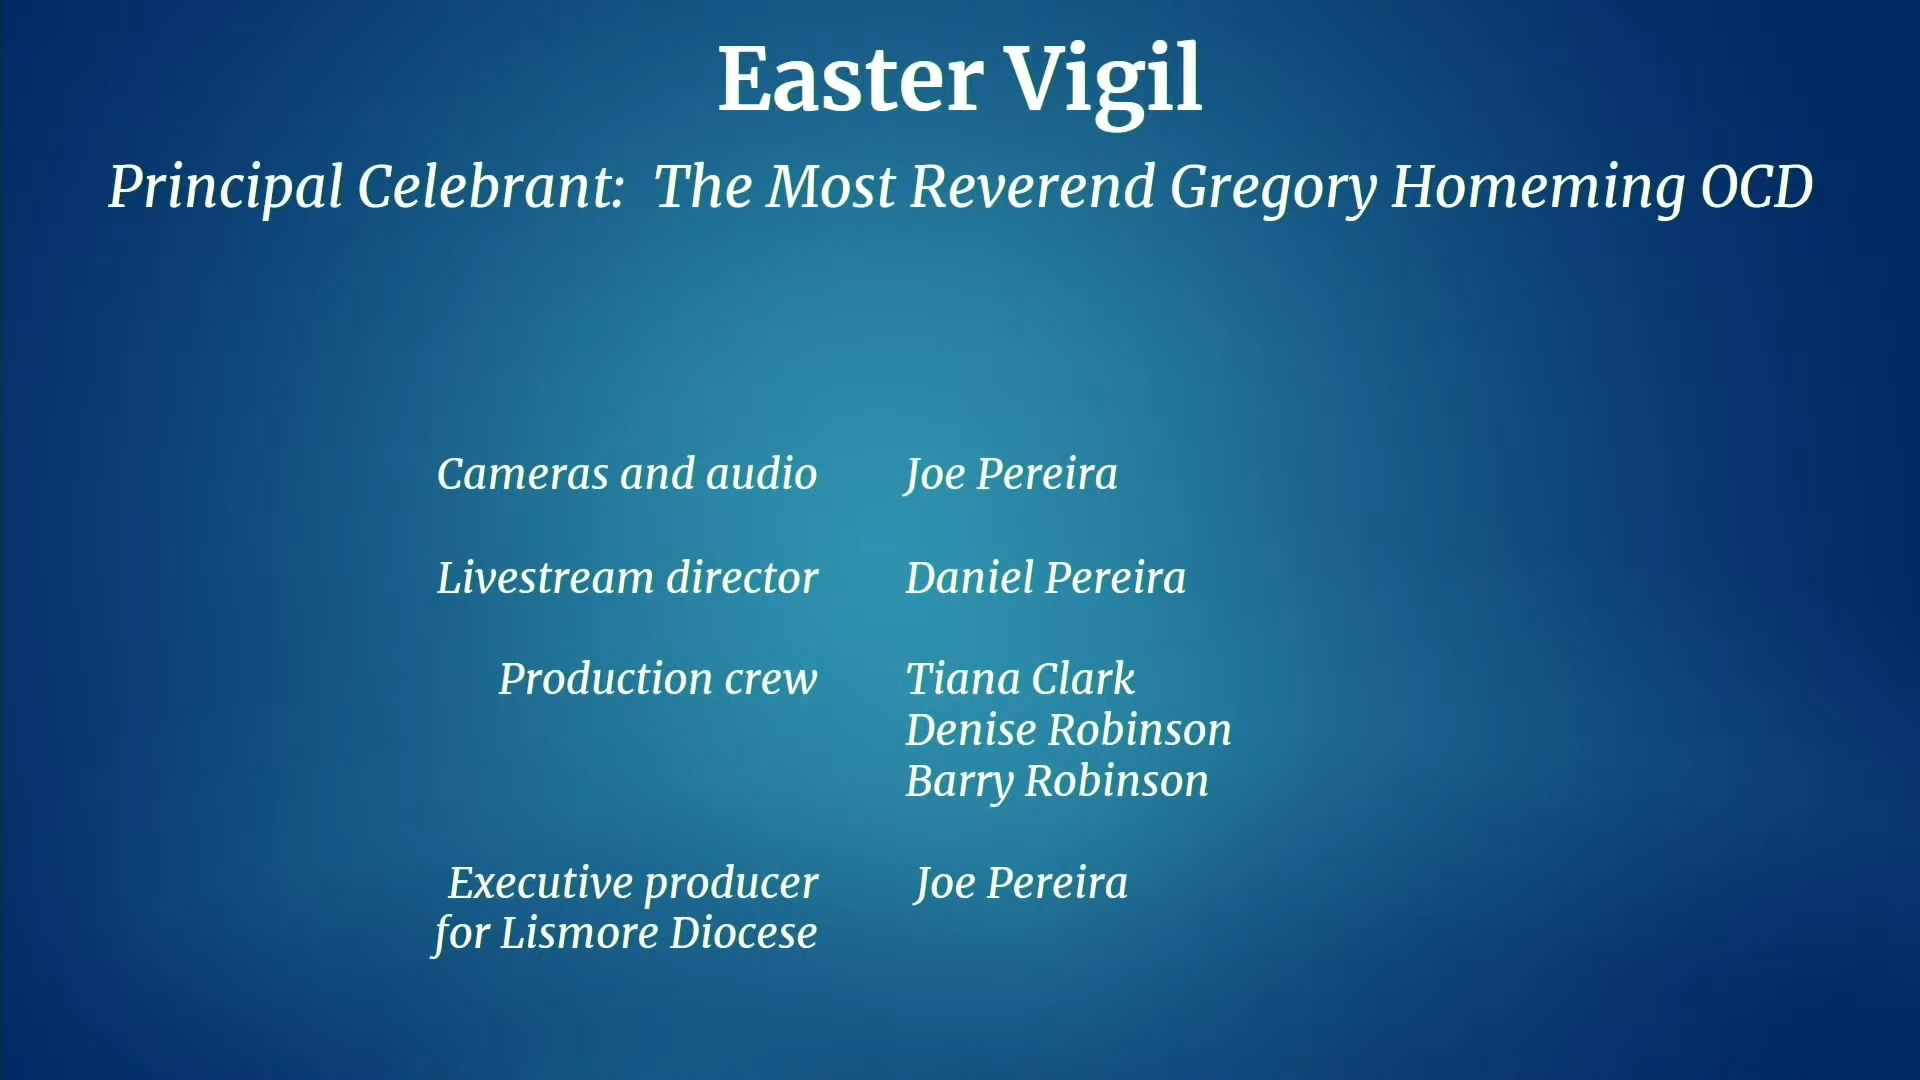 Easter Vigil
Principal Celebrant: The Most Reverend Gregory Homeming OCD
Cameras and audio Joe Pereira
Livestream director Daniel Pereira
Production crew Tiana Clark
Denise Robinson
Barry Robinson
Executive producer Joe Pereira
for Lismore Diocese